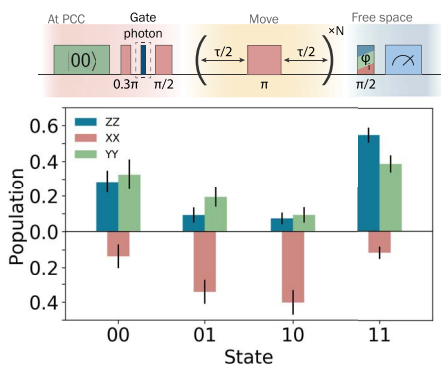 At PCC
Gate
photon
Move
Free space
×N
|00⟩
τ/2
τ/2
φ
0.3π
π/2
π
π/2
ZZ
XX
YY
0.6
0.4
0.2
0.0
0.2
0.4
Population
00
01
10
11
State